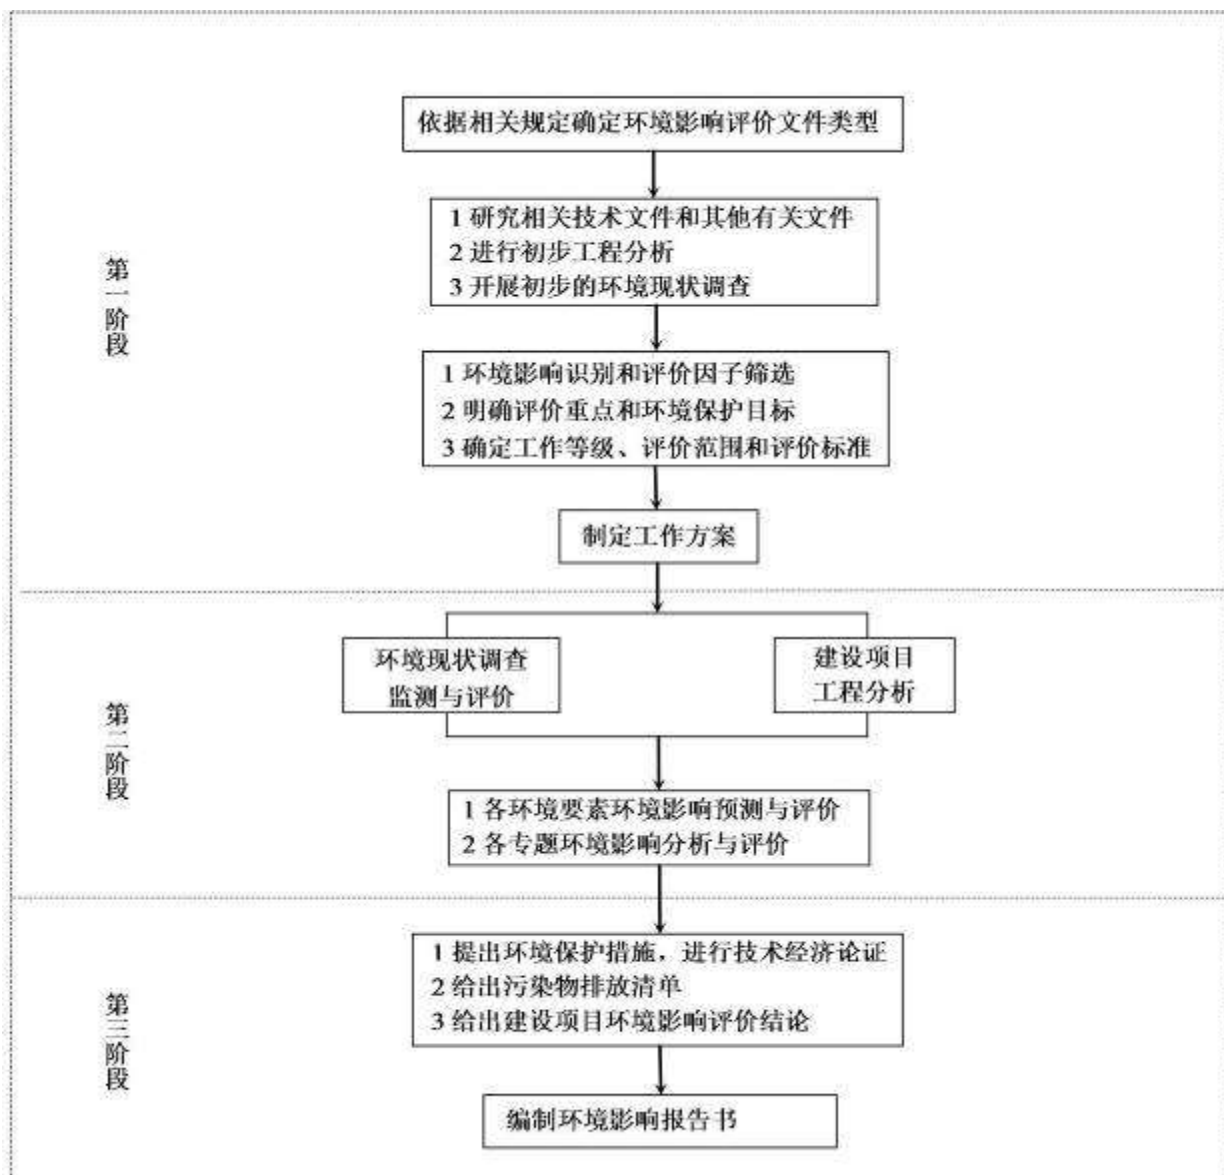 依据相关规定确定环境影响评价文件类型
1 研究相关技术文件和其他有关文件
2 进行初步工程分析
3 开展初步的环境现状调查
第一阶段
1 环境影响识别和评价因子筛选
2 明确评价重点和环境保护目标
3 确定工作等级、评价范围和评价标准
制定工作方案
环境现状调查
监测与评价
建设项目
工程分析
第二阶段
1 各环境要素环境影响预测与评价
2 各专题环境影响分析与评价
1 提出环境保护措施，进行技术经济论证
2 给出污染物排放清单
3 给出建设项目环境影响评价结论
第三阶段
编制环境影响报告书